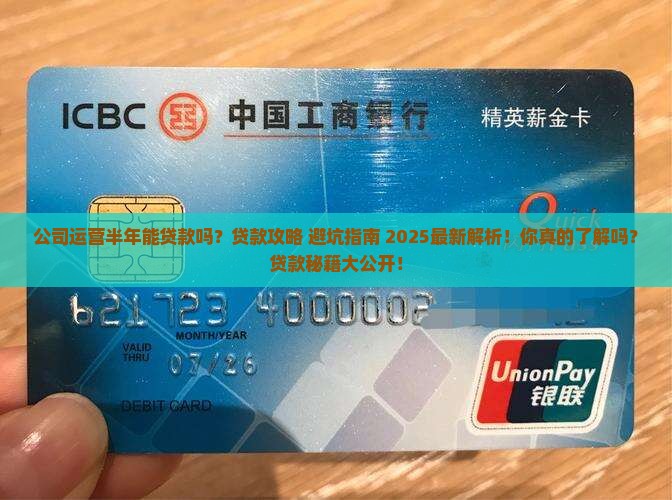 ICBC 中国工商银行 精英薪金卡
Quick
公司运营半年能贷款吗？贷款攻略 避坑指南 2025最新解析！你真的了解吗？
贷款秘籍大公开！
621723 4000002
MONTH/YEAR
VALID
THRU
07/26
DEBIT CARD
UnionPay
银联